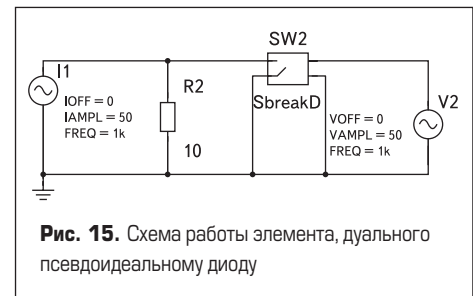 I1
IOFF = 0
IAMPL = 50
FREQ = 1k
R2
10
SW2
SbreakD
VOFF = 0
VAMPL = 50
FREQ = 1k
V2
Рис. 15. Схема работы элемента, дуального
псевдоидеальному диоду